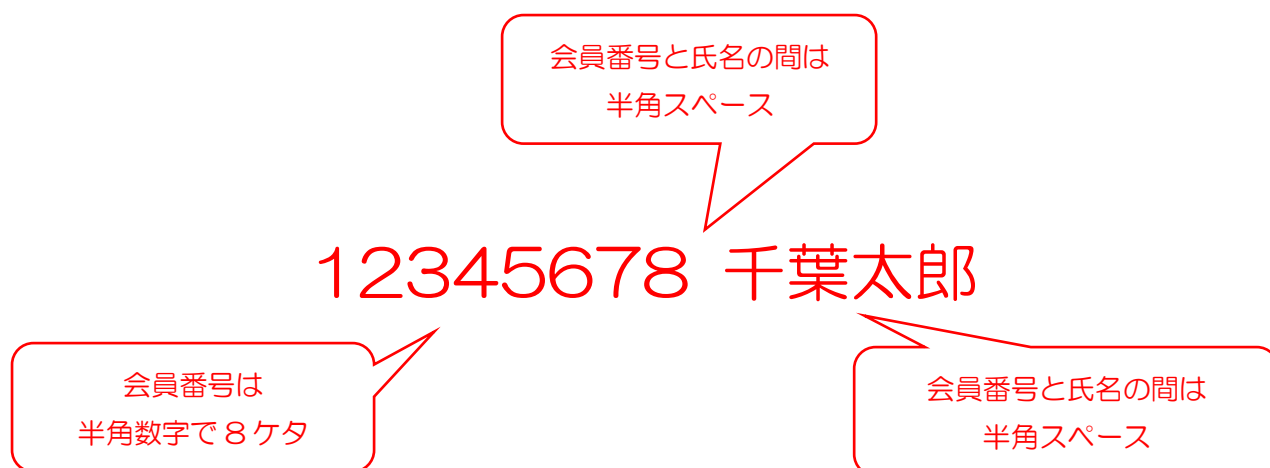 会員番号と氏名の間は
半角スペース
12345678 千葉太郎
会員番号は
半角数字で８ケタ
会員番号と氏名の間は
半角スペース